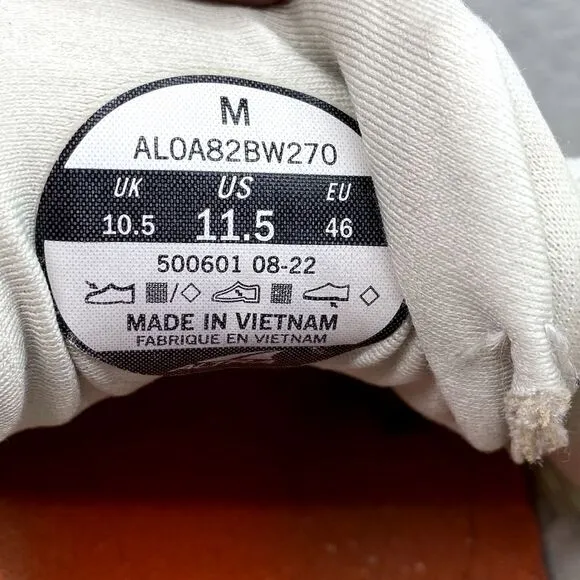 M
AL0A82BW270
UK US EU
10.5 11.5 46
500601 08-22
MADE IN VIETNAM
FABRIQUE EN VIETNAM